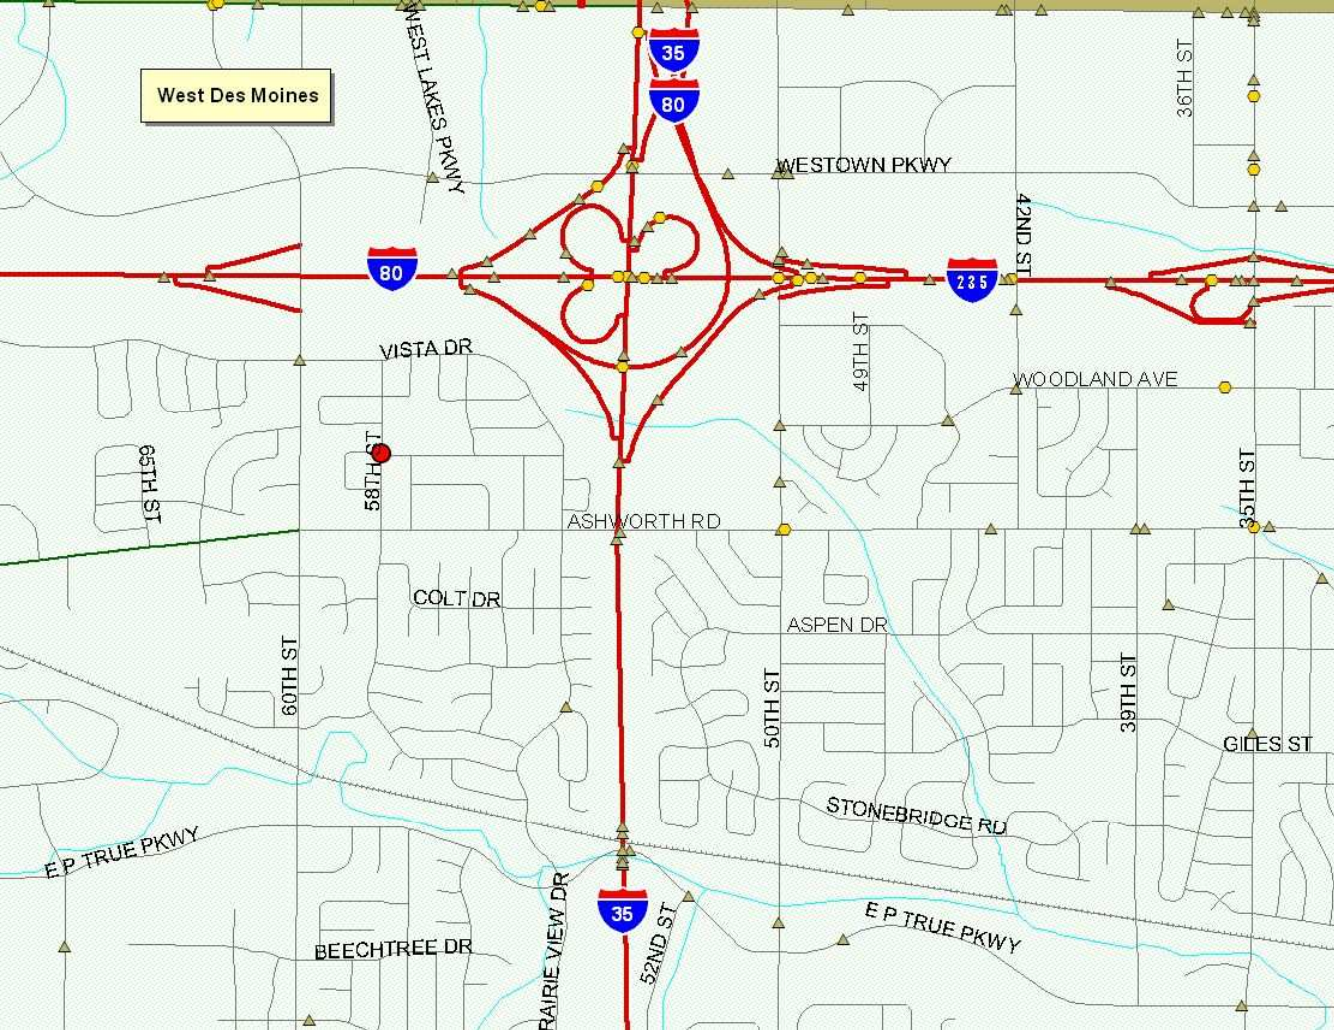 WEST LAKES PKWY
35
80
36TH ST
West Des Moines
WESTOWN PKWY
42ND ST
80
235
VISTA DR
49TH ST
WOODLAND AVE
65TH ST
58TH ST
35TH ST
ASHWORTH RD
COLT DR
ASPEN DR
60TH ST
50TH ST
39TH ST
GILES ST
STONEBRIDGE RD
E P TRUE PKWY
35
E P TRUE PKWY
RAIRIE VIEW DR
52ND ST
BEECHTREE DR